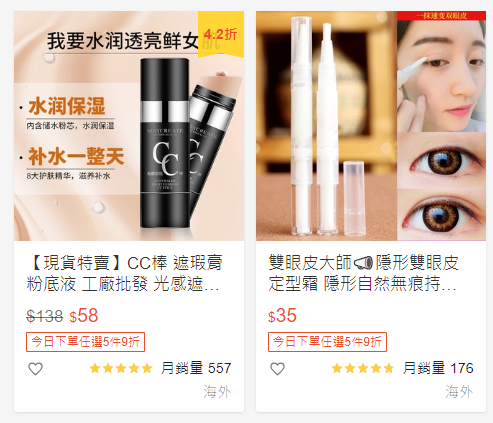 我要水润透亮鲜女肌
4.2折
· 水润保湿
内含储水粉芯，水润保湿
· 补水一整天
8大护肤精华，滋养补水
CC
【現貨特賣】CC棒 遮瑕膏
粉底液 工廠批發 光感遮...
$138 $58
今日下單任選5件9折
月銷量 557
海外
一抹速变双眼皮
雙眼皮大師📣隱形雙眼皮
定型霜 隱形自然無痕持...
$35
今日下單任選5件9折
月銷量 176
海外